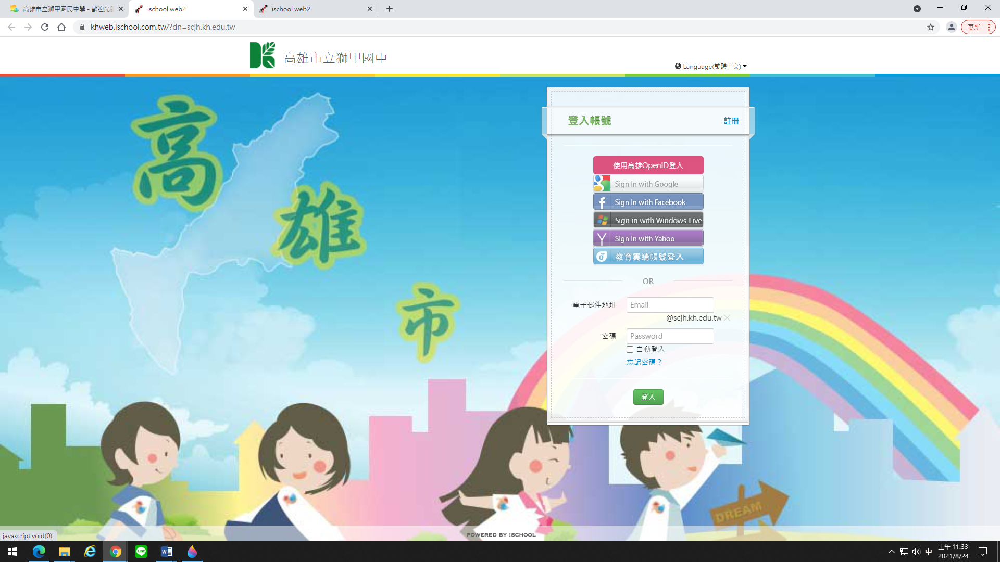 高雄市立獅甲國民中學 - 歡迎光
ischool web2
ischool web2
khweb.ischool.com.tw/?dn=scjh.kh.edu.tw
更新
高雄市立獅甲國中
Language(繁體中文)
高雄市
登入帳號
註冊
使用高雄OpenID登入
Sign In with Google
Sign In with Facebook
Sign in with Windows Live
Sign In with Yahoo
教育雲端帳號登入
OR
電子郵件地址
Email
@scjh.kh.edu.tw
密碼
Password
自動登入
忘記密碼？
登入
DREAM
javascript:void(0);
POWERED BY ISCHOOL
LINE
中
上午 11:33
2021/8/24